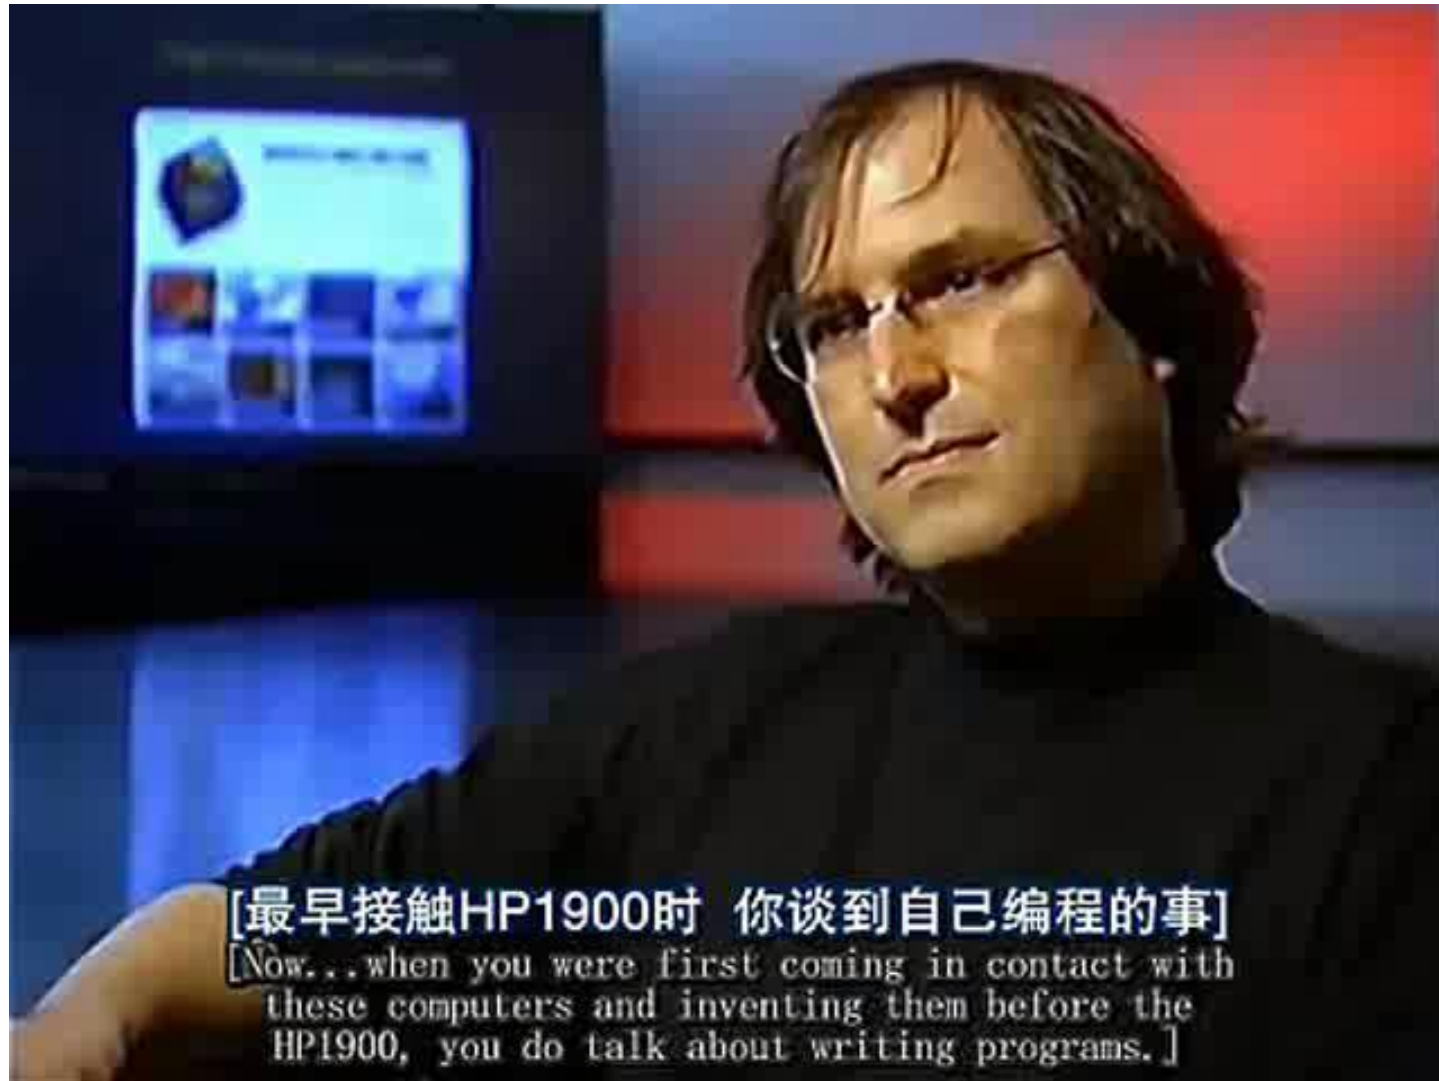 [最早接触HP1900时 你谈到自己编程的事]
[Now...when you were first coming in contact with
these computers and inventing them before the
HP1900, you do talk about writing programs.]